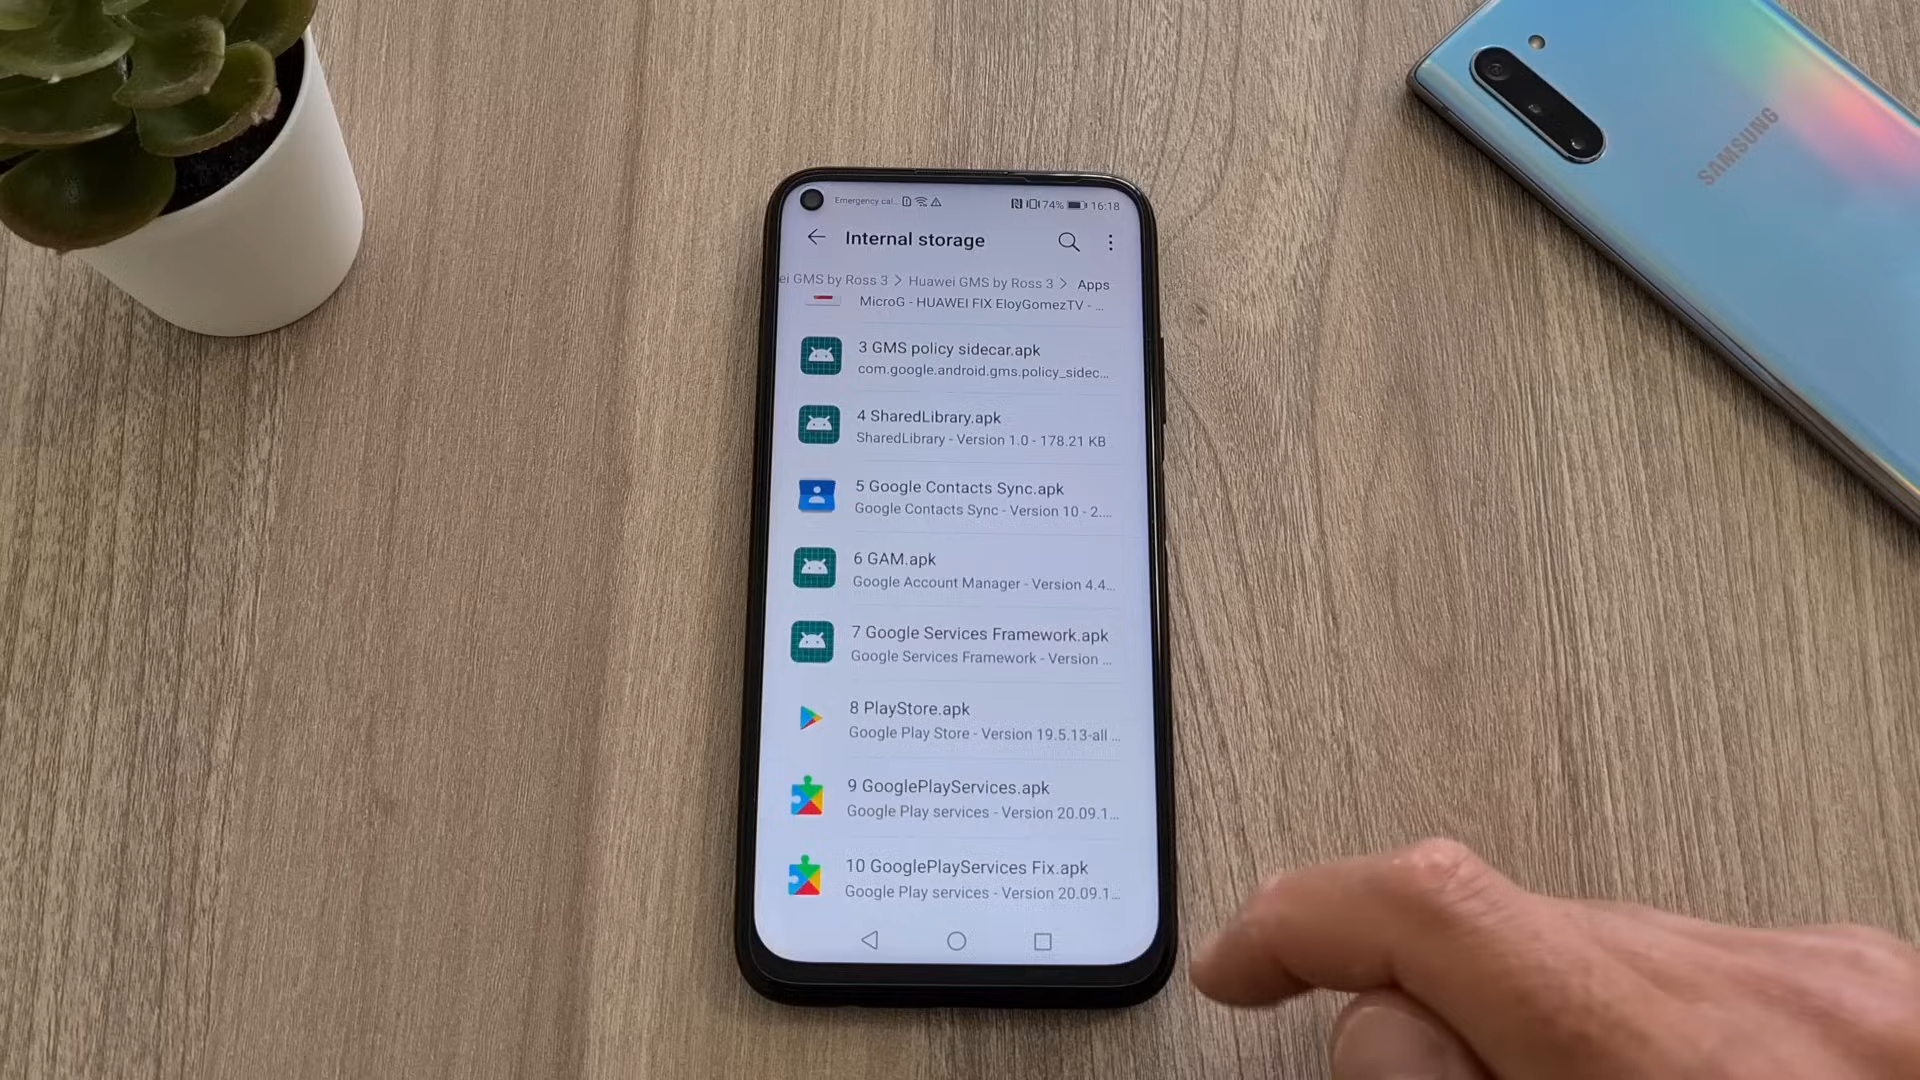 SAMSUNG
Emergency cal...
74% 16:18
Internal storage
ei GMS by Ross 3 > Huawei GMS by Ross 3 > Apps
MicroG - HUAWEI FIX EloyGomezTV - ...
3 GMS policy sidecar.apk
com.google.android.gms.policy_sidec...
4 SharedLibrary.apk
SharedLibrary - Version 1.0 - 178.21 KB
5 Google Contacts Sync.apk
Google Contacts Sync - Version 10 - 2....
6 GAM.apk
Google Account Manager - Version 4.4...
7 Google Services Framework.apk
Google Services Framework - Version ...
8 PlayStore.apk
Google Play Store - Version 19.5.13-all ...
9 GooglePlayServices.apk
Google Play services - Version 20.09.1...
10 GooglePlayServices Fix.apk
Google Play services - Version 20.09.1...